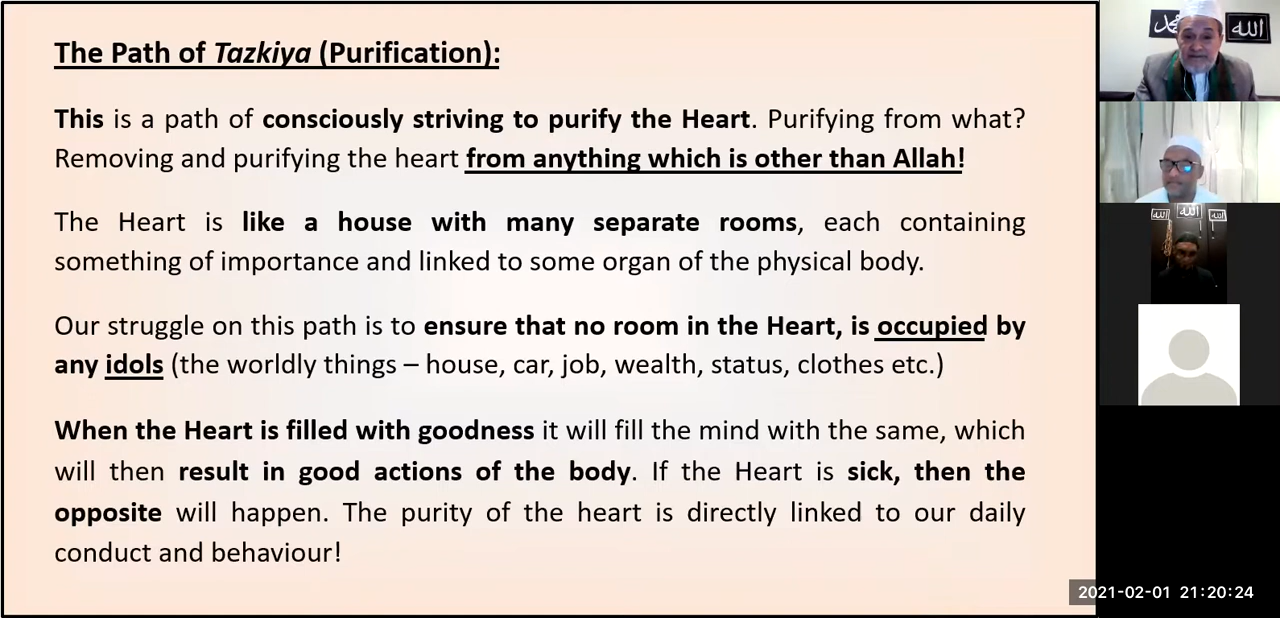 The Path of Tazkiya (Purification):
This is a path of consciously striving to purify the Heart. Purifying from what?
Removing and purifying the heart from anything which is other than Allah!
The Heart is like a house with many separate rooms, each containing
something of importance and linked to some organ of the physical body.
Our struggle on this path is to ensure that no room in the Heart, is occupied by
any idols (the worldly things – house, car, job, wealth, status, clothes etc.)
When the Heart is filled with goodness it will fill the mind with the same, which
will then result in good actions of the body. If the Heart is sick, then the
opposite will happen. The purity of the heart is directly linked to our daily
conduct and behaviour!
الله
الله
الله
الله
2021-02-01 21:20:24